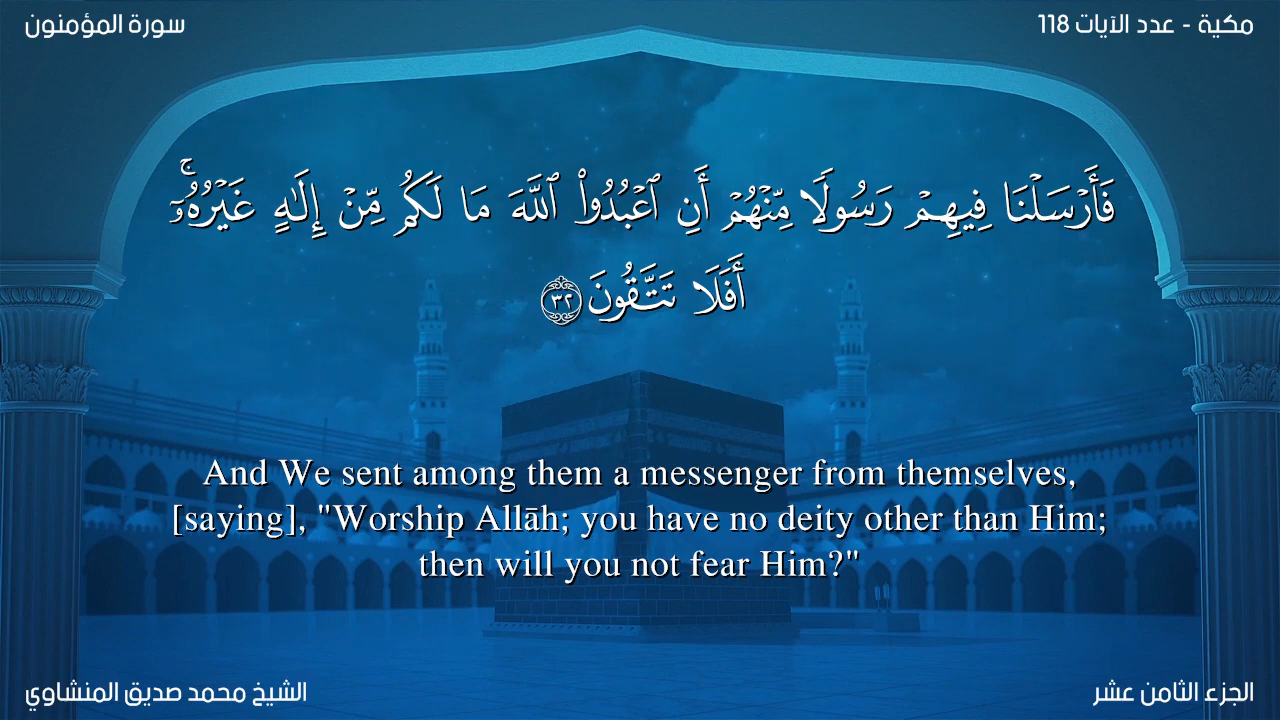 سورة المؤمنون
مكية - عدد الآيات 118
فَأَرْسَلْنَا فِيهِمْ رَسُولًا مِّنْهُمْ أَنِ ٱعْبُدُوا۟ ٱللَّهَ مَا لَكُم مِّنْ إِلَـٰهٍ غَيْرُهُۥٓ ۚ
أَفَلَا تَتَّقُونَ ٣٢
And We sent among them a messenger from themselves,
[saying], "Worship Allāh; you have no deity other than Him;
then will you not fear Him?"
الشيخ محمد صديق المنشاوي
الجزء الثامن عشر